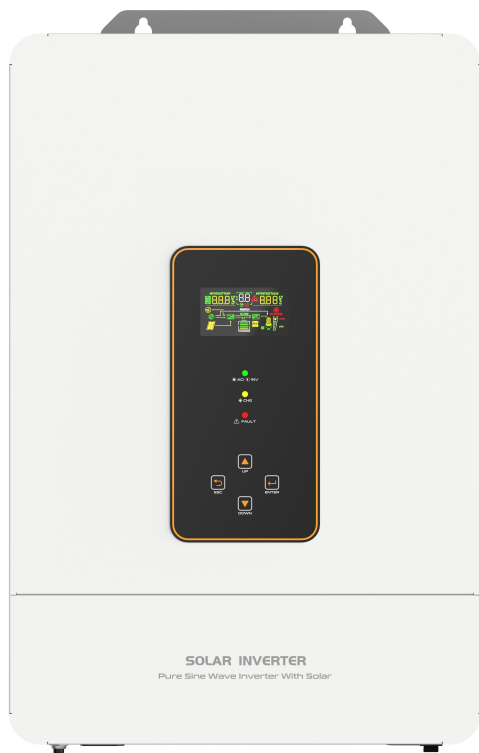 AC/ INV
CHG
FAULT
UP
ESC
ENTER
DOWN
SOLAR INVERTER
Pure Sine Wave Inverter With Solar